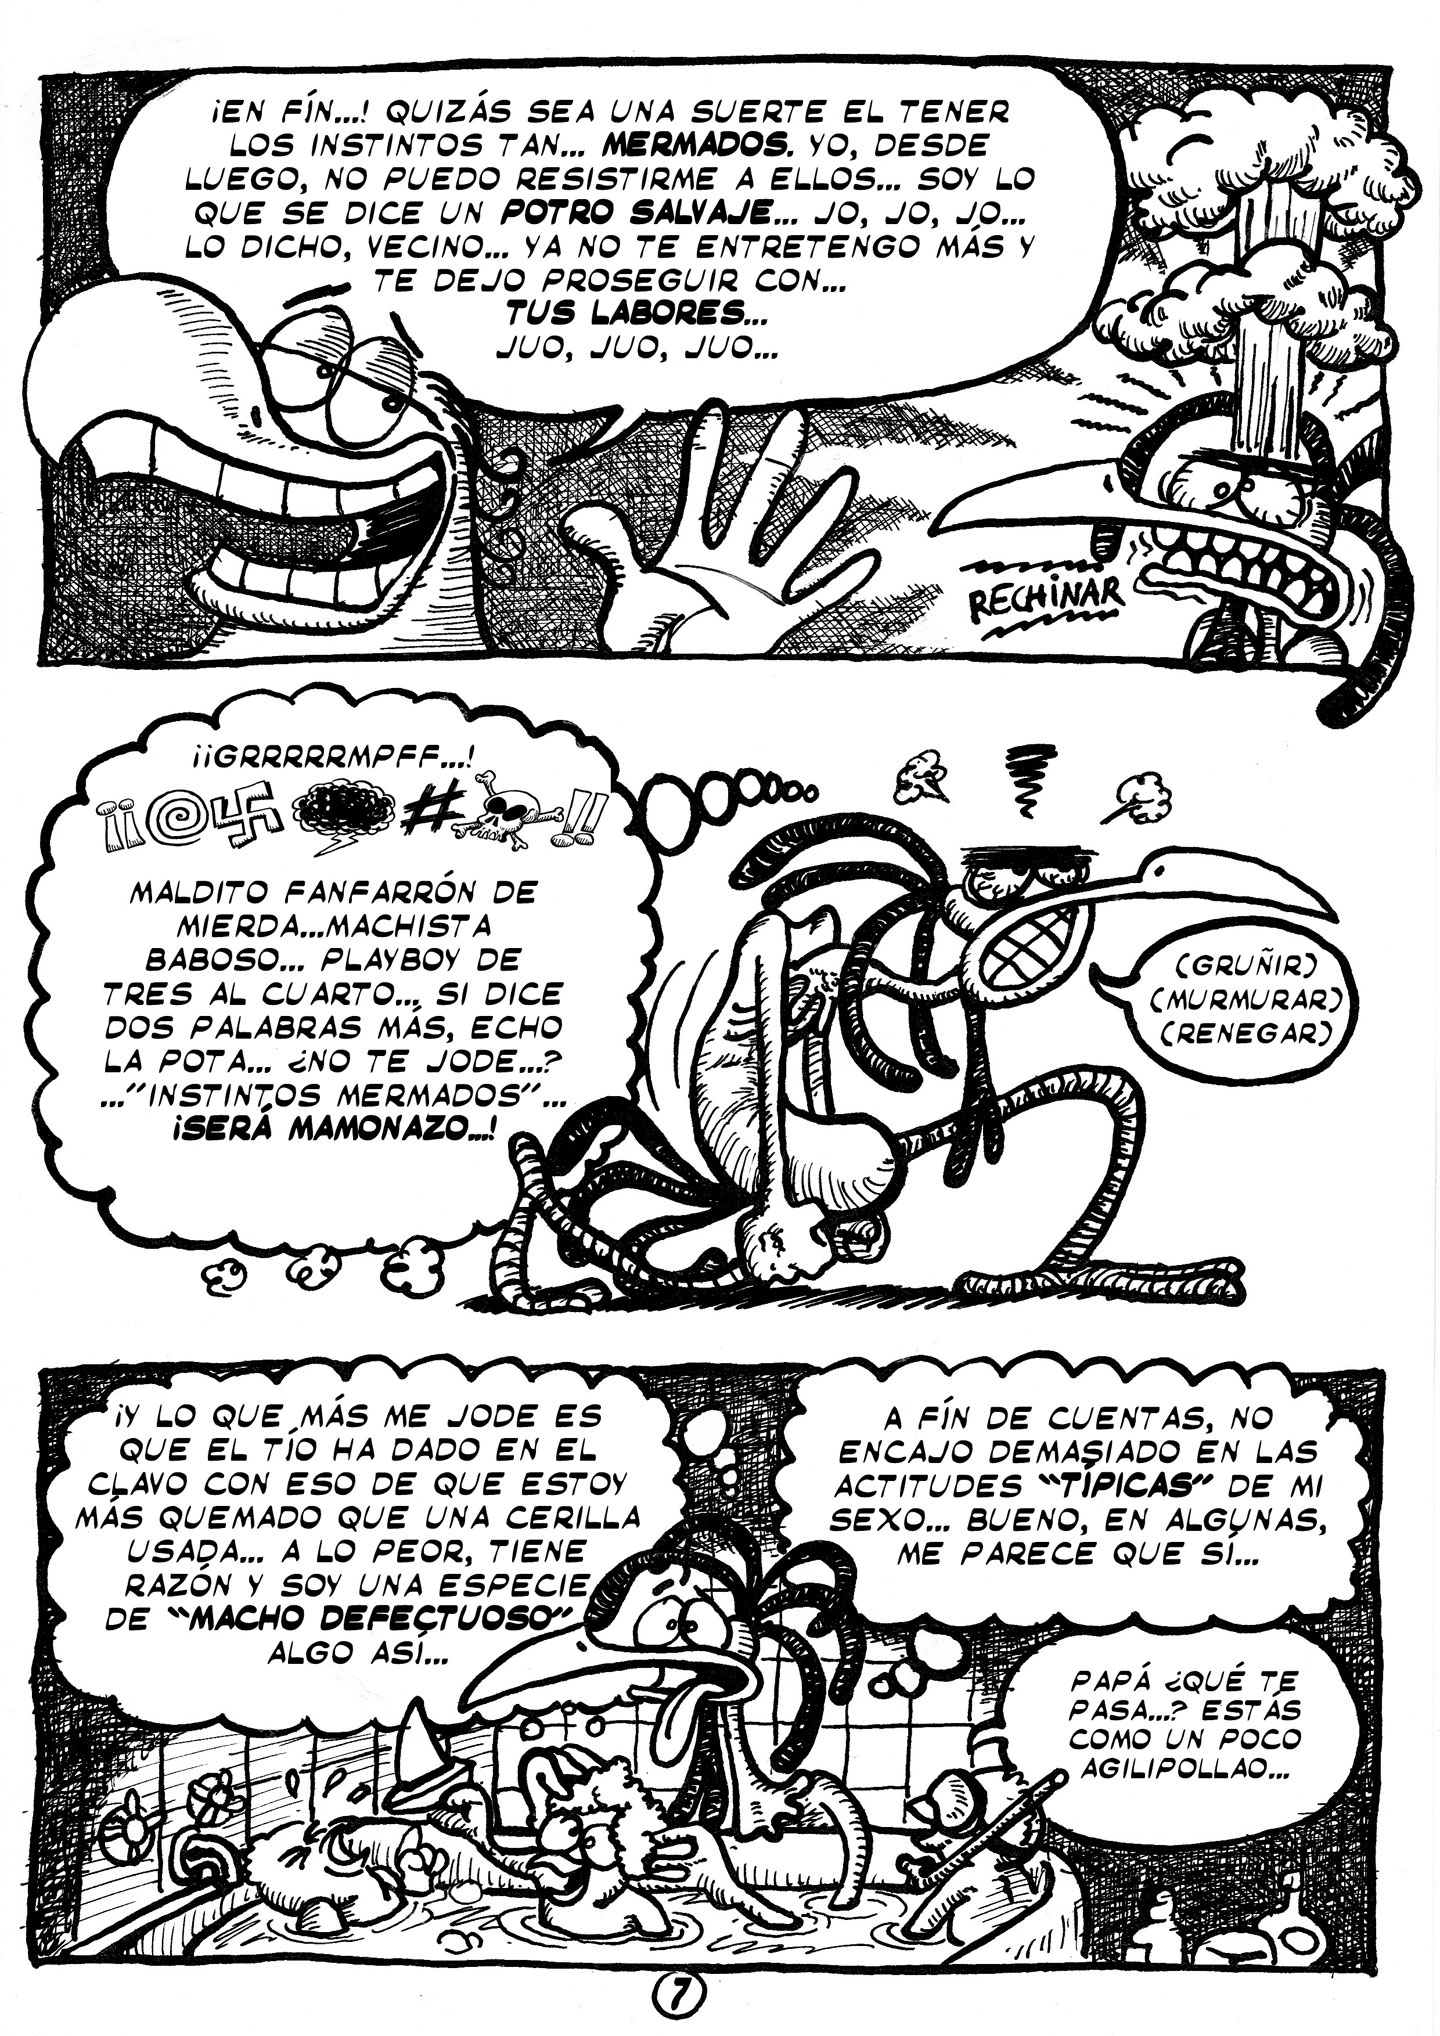 ¡EN FÍN...! QUIZÁS SEA UNA SUERTE EL TENER
LOS INSTINTOS TAN... MERMADOS. YO, DESDE
LUEGO, NO PUEDO RESISTIRME A ELLOS... SOY LO
QUE SE DICE UN POTRO SALVAJE... JO, JO, JO...
LO DICHO, VECINO... YA NO TE ENTRETENGO MÁS Y
TE DEJO PROSEGUIR CON...
TUS LABORES...
JUO, JUO, JUO...
RECHINAR
¡¡GRRRRRMPFF...!
¡¡@卐#!!
MALDITO FANFARRÓN DE
MIERDA...MACHISTA
BABOSO... PLAYBOY DE
TRES AL CUARTO... SI DICE
DOS PALABRAS MÁS, ECHO
LA POTA... ¿NO TE JODE...?
..."INSTINTOS MERMADOS"...
¡SERÁ MAMONAZO...!
(GRUÑIR)
(MURMURAR)
(RENEGAR)
¡Y LO QUE MÁS ME JODE ES
QUE EL TÍO HA DADO EN EL
CLAVO CON ESO DE QUE ESTOY
MÁS QUEMADO QUE UNA CERILLA
USADA... A LO PEOR, TIENE
RAZÓN Y SOY UNA ESPECIE
DE "MACHO DEFECTUOSO"
ALGO ASÍ...
A FÍN DE CUENTAS, NO
ENCAJO DEMASIADO EN LAS
ACTITUDES "TÍPICAS" DE MI
SEXO... BUENO, EN ALGUNAS,
ME PARECE QUE SÍ...
PAPÁ ¿QUÉ TE
PASA...? ESTÁS
COMO UN POCO
AGILIPOLLAO...
7